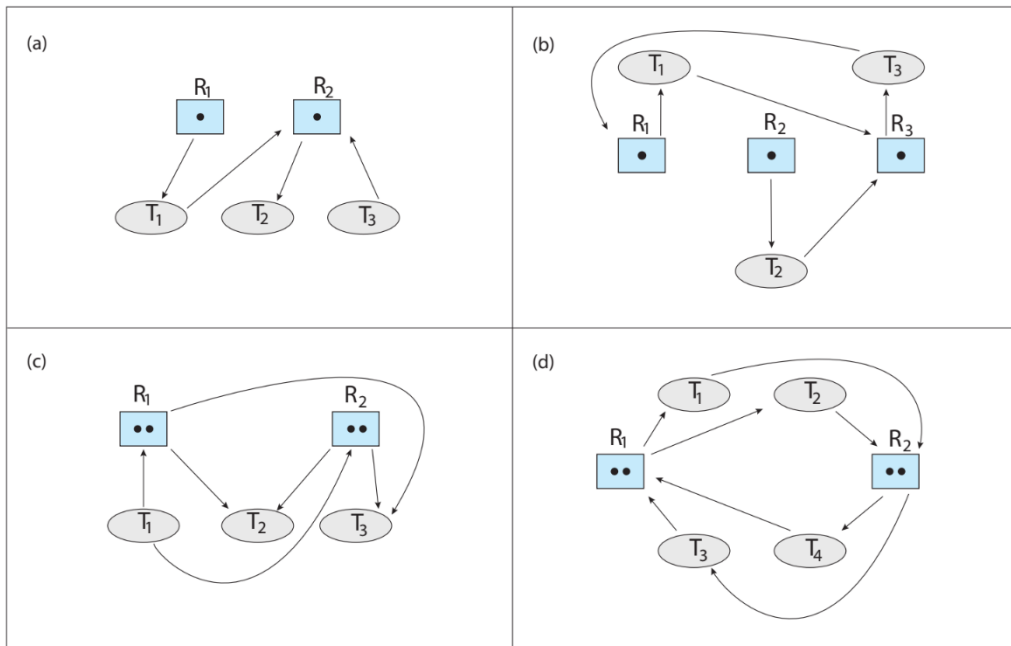 (a)
R₁ R₂
T₁ T₂ T₃
(b)
T₁ T₃
R₁ R₂ R₃
T₂
(c)
R₁ R₂
T₁ T₂ T₃
(d)
T₁ T₂
R₁ R₂
T₃ T₄